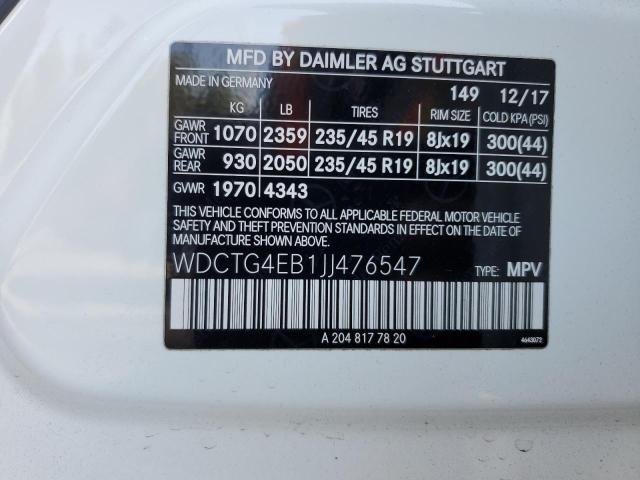 MFD BY DAIMLER AG STUTTGART
MADE IN GERMANY 149 12/17
KG LB TIRES RIM SIZE COLD KPA(PSI)
GAWR FRONT 1070 2359 235/45 R19 8Jx19 300(44)
GAWR REAR 930 2050 235/45 R19 8Jx19 300(44)
GVWR 1970 4343
THIS VEHICLE CONFORMS TO ALL APPLICABLE FEDERAL MOTOR VEHICLE
SAFETY AND THEFT PREVENTION STANDARDS IN EFFECT ON THE DATE
OF MANUFACTURE SHOWN ABOVE.
WDCTG4EB1JJ476547 TYPE: MPV
A 204 817 78 20 4643072